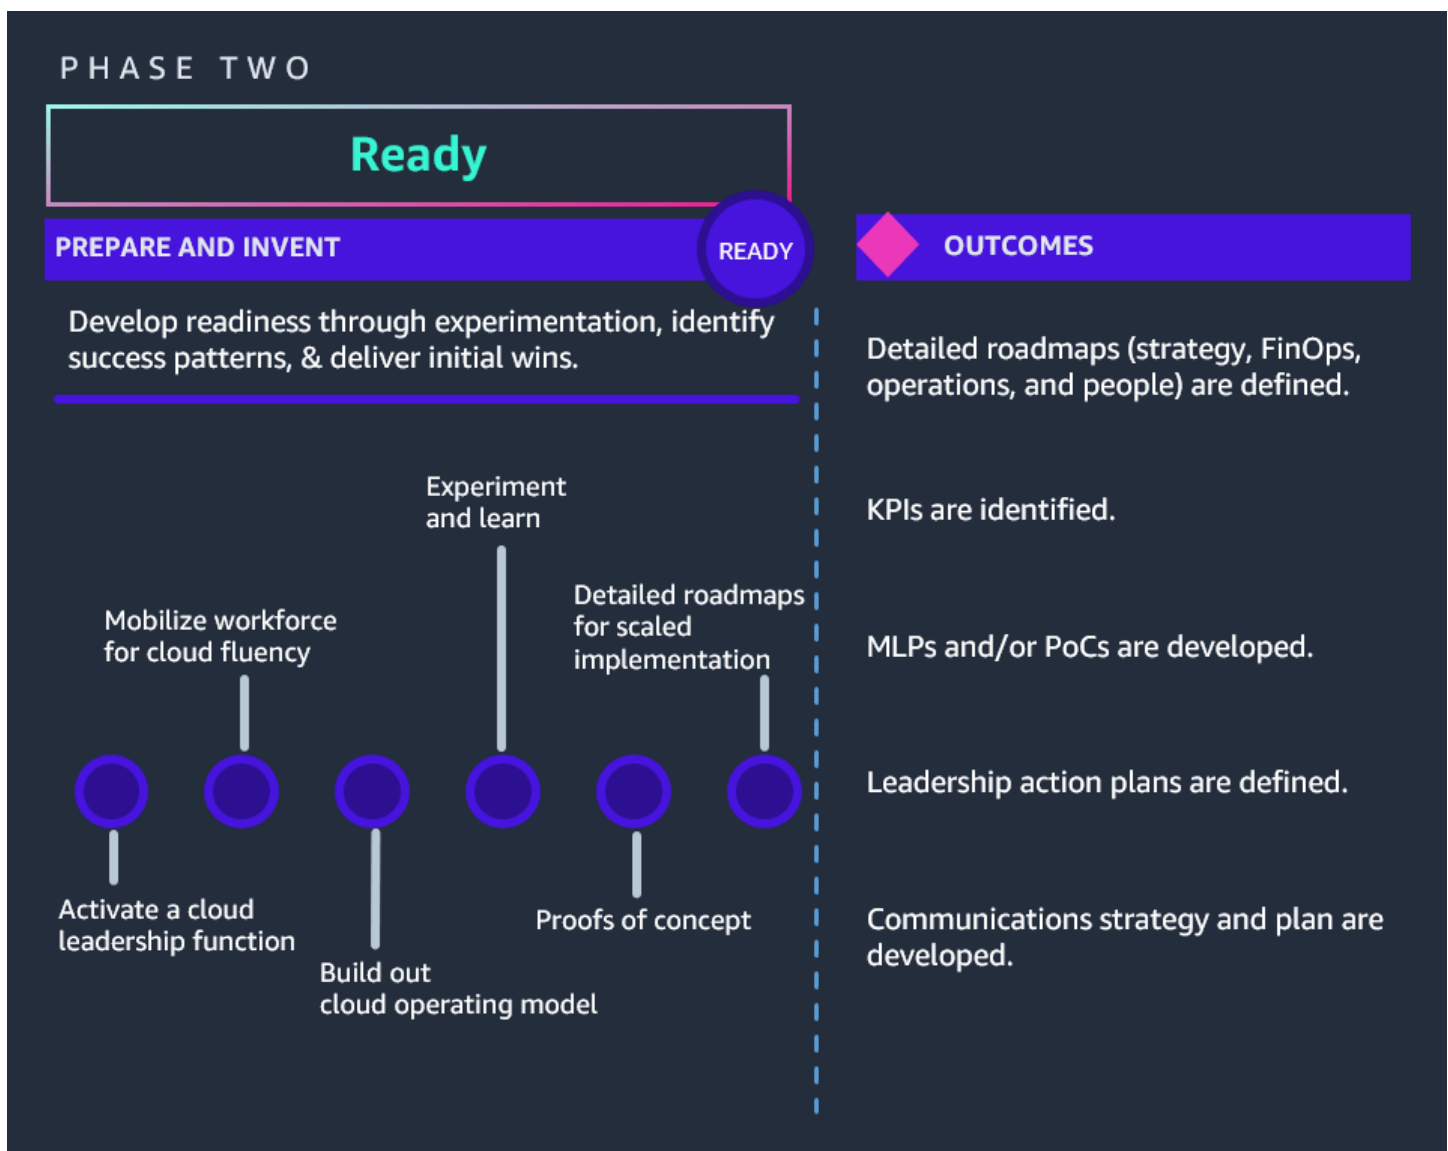 PHASE TWO
Ready
PREPARE AND INVENT
READY
Develop readiness through experimentation, identify
success patterns, & deliver initial wins.
Experiment
and learn
Mobilize workforce
for cloud fluency
Detailed roadmaps
for scaled
implementation
Activate a cloud
leadership function
Build out
cloud operating model
Proofs of concept
OUTCOMES
Detailed roadmaps (strategy, FinOps,
operations, and people) are defined.
KPIs are identified.
MLPs and/or PoCs are developed.
Leadership action plans are defined.
Communications strategy and plan are
developed.